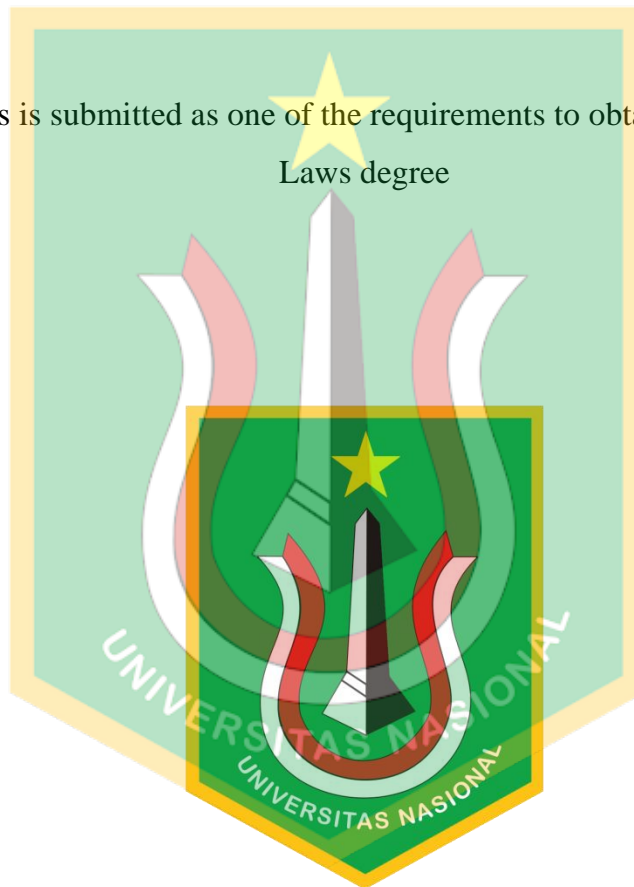 s is submitted as one of the requirements to obta
Laws degree
UNIVERSITAS NASIONAL
UNIVERSITAS NASIONAL